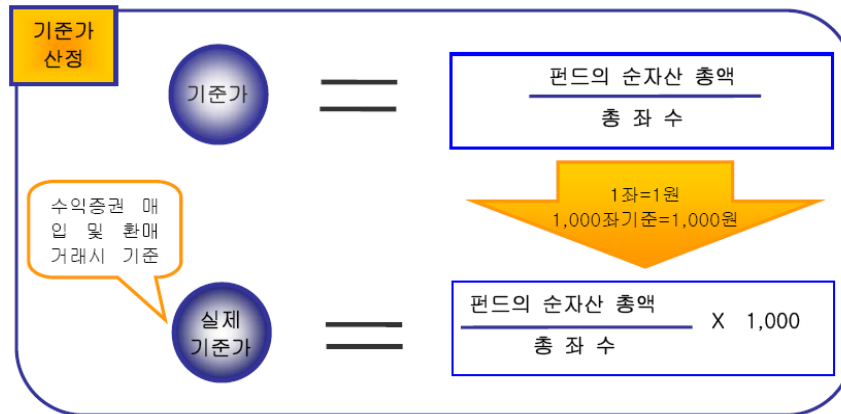 기준가
산정
기준가
펀드의 순자산 총액
총 좌 수
1좌=1원
1,000좌기준=1,000원
수익증권 매
입 및 환매
거래시 기준
실제
기준가
펀드의 순자산 총액
총 좌 수
X 1,000